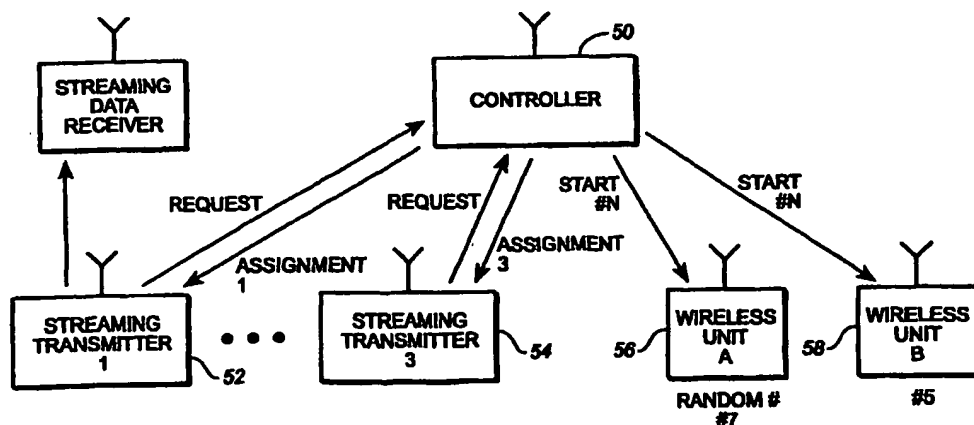 50
STREAMING
DATA
RECEIVER
CONTROLLER
REQUEST
REQUEST
START
#N
START
#N
ASSIGNMENT
1
ASSIGNMENT
3
STREAMING
TRANSMITTER
1
52
STREAMING
TRANSMITTER
3
54
56
WIRELESS
UNIT
A
58
WIRELESS
UNIT
B
RANDOM #
#7
#5